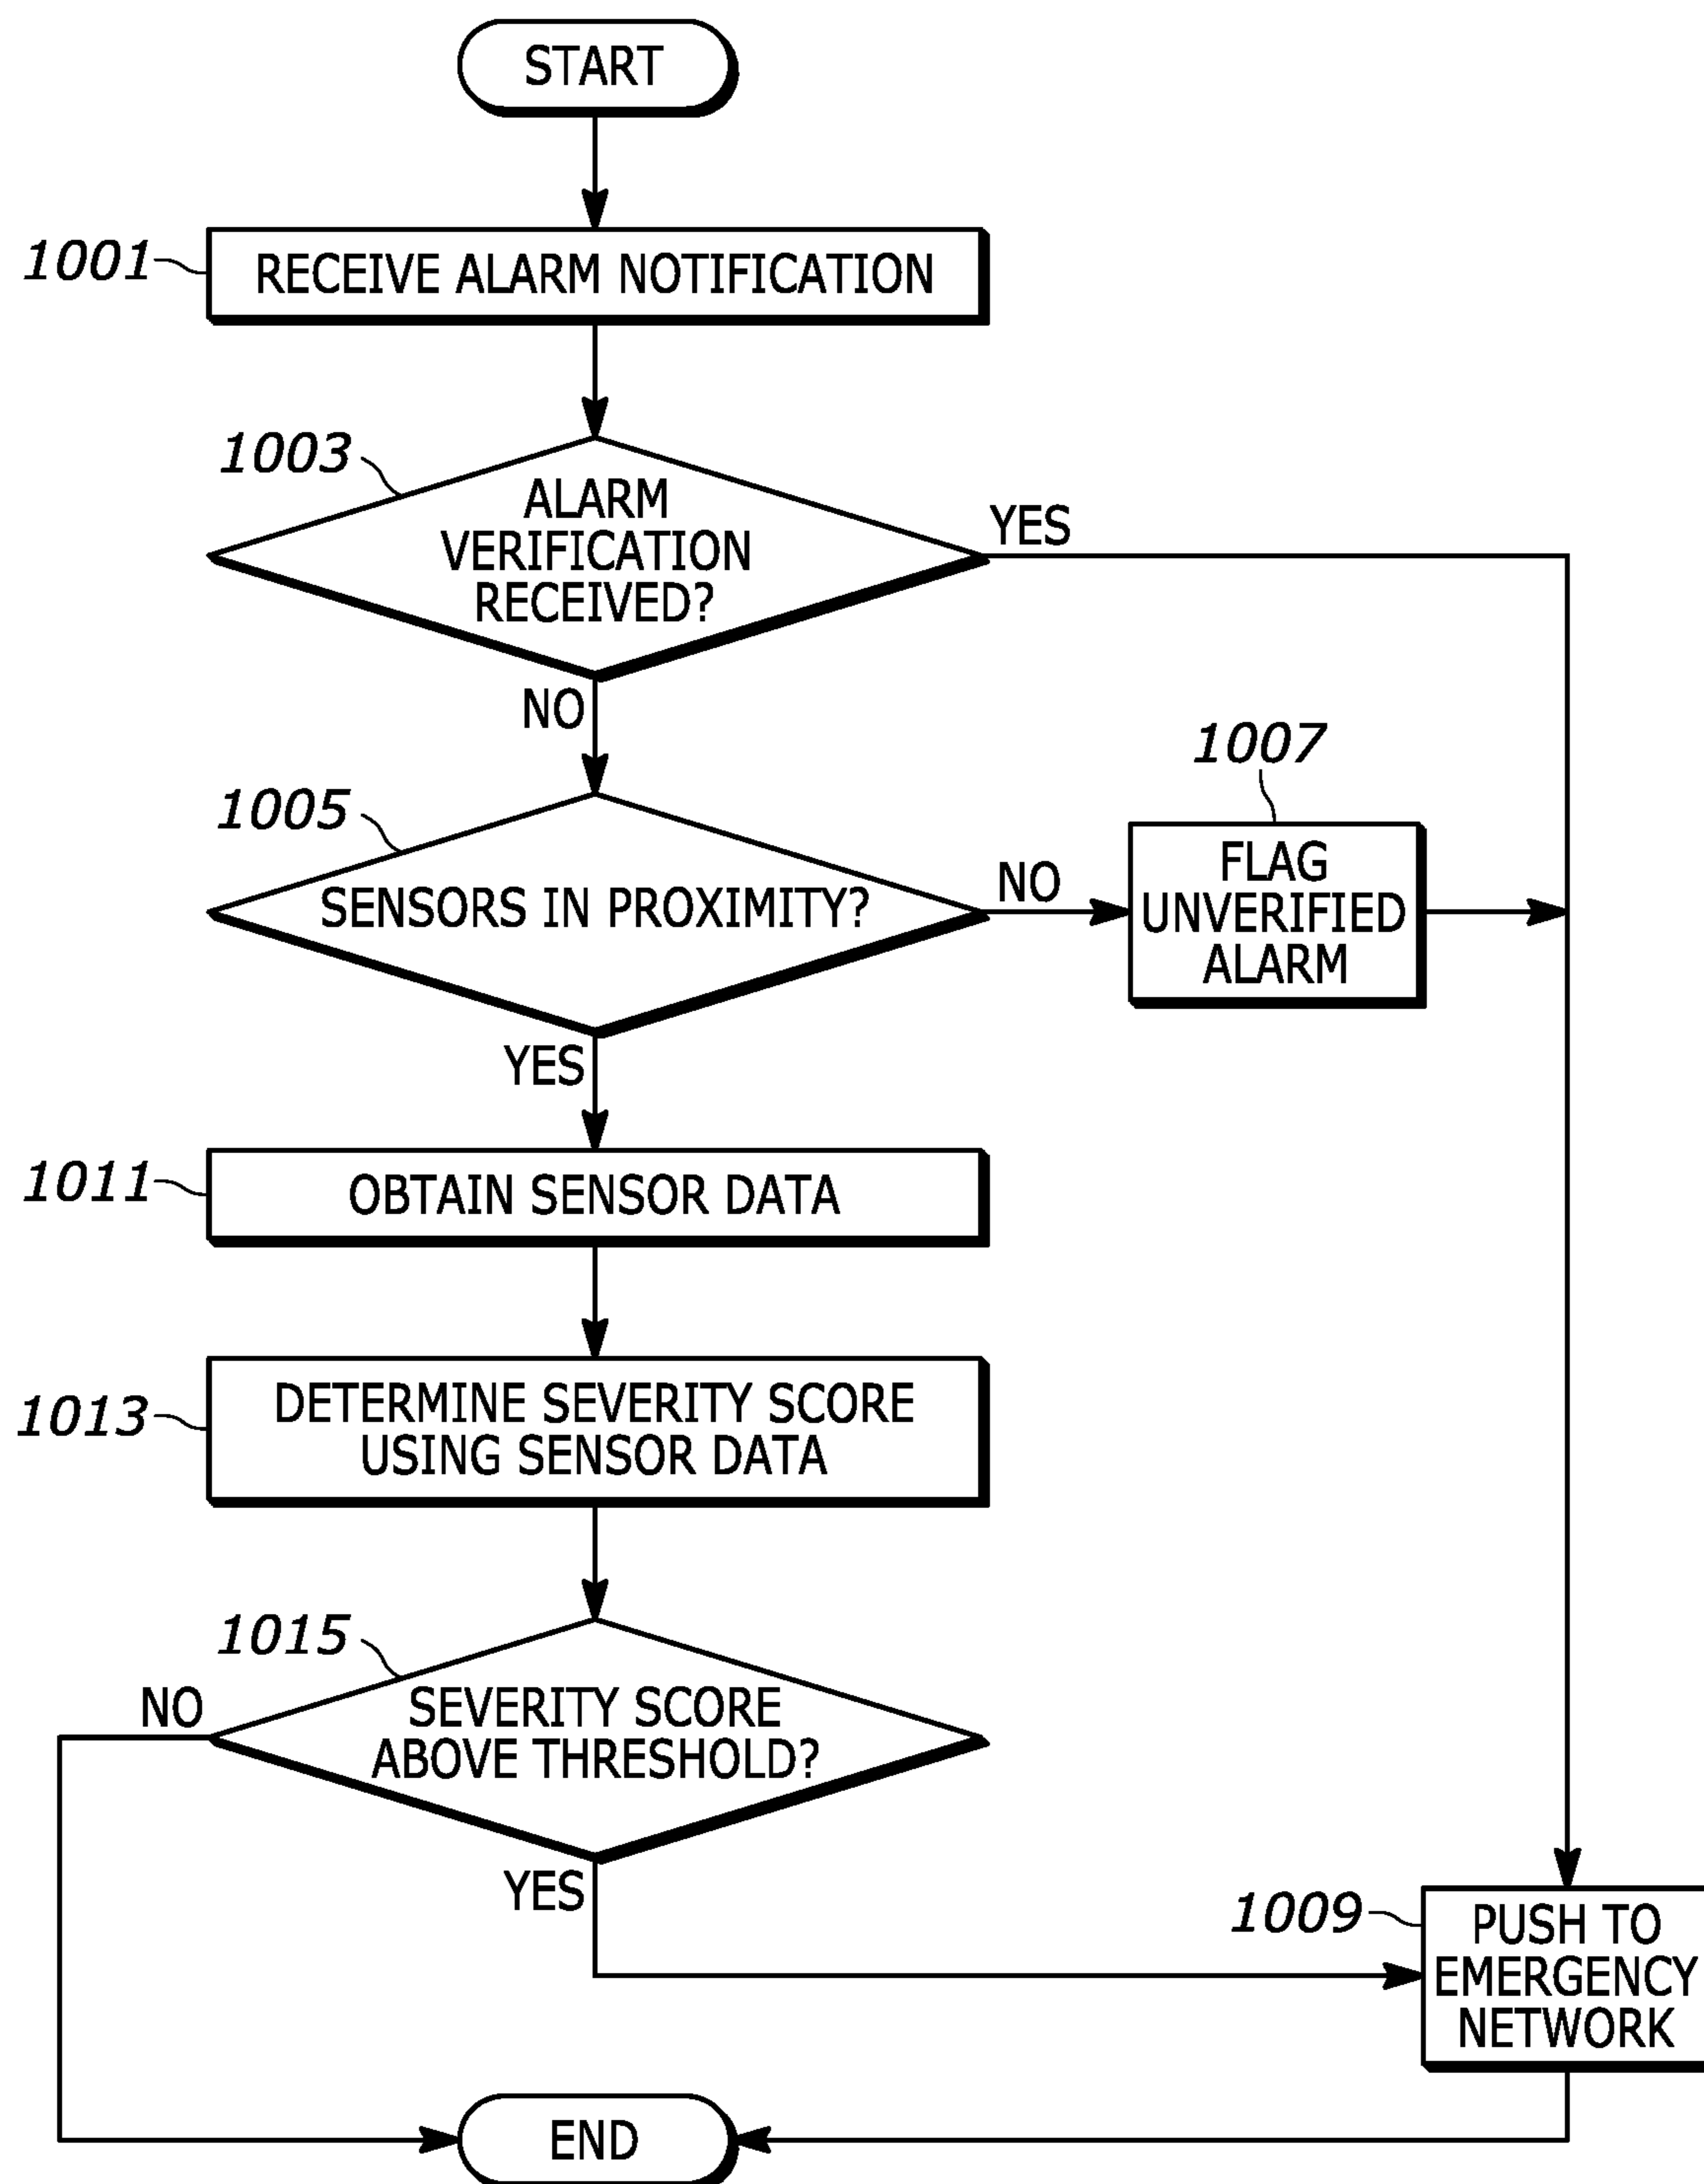 START
1001
RECEIVE ALARM NOTIFICATION
1003
ALARM
VERIFICATION
RECEIVED?
YES
NO
1005
SENSORS IN PROXIMITY?
NO
1007
FLAG
UNVERIFIED
ALARM
YES
1011
OBTAIN SENSOR DATA
1013
DETERMINE SEVERITY SCORE
USING SENSOR DATA
1015
NO
SEVERITY SCORE
ABOVE THRESHOLD?
YES
1009
PUSH TO
EMERGENCY
NETWORK
END